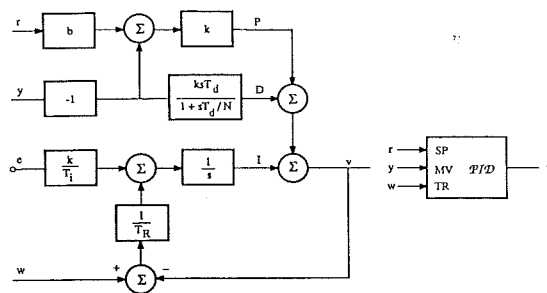 r b Σ k P
y -1 ksT_d D Σ
1 + sT_d / N
e k Σ 1 I Σ v
T_i s
1
T_R
w + Σ −
r SP
y MV PID
w TR